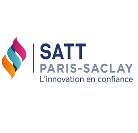 SATT
PARIS-SACLAY
L'innovation en confiance